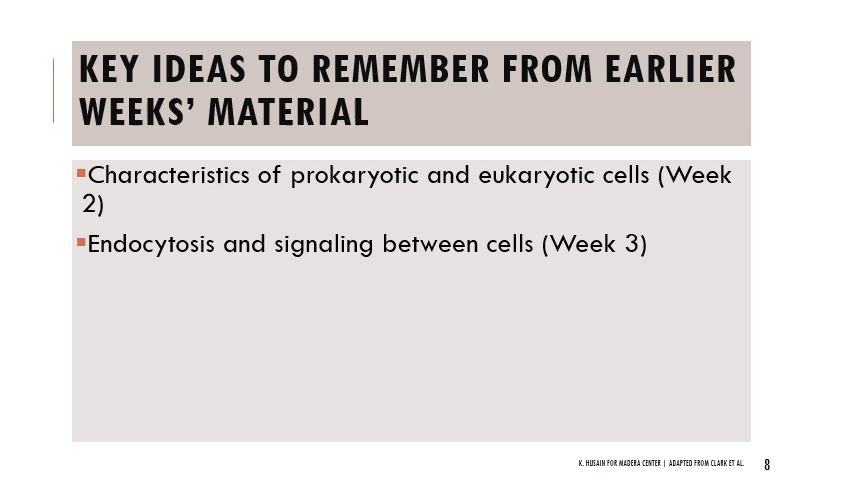 KEY IDEAS TO REMEMBER FROM EARLIER
WEEKS’ MATERIAL
▪Characteristics of prokaryotic and eukaryotic cells (Week
2)
▪Endocytosis and signaling between cells (Week 3)
K. HUSAIN FOR MADERA CENTER | ADAPTED FROM CLARK ET AL. 8